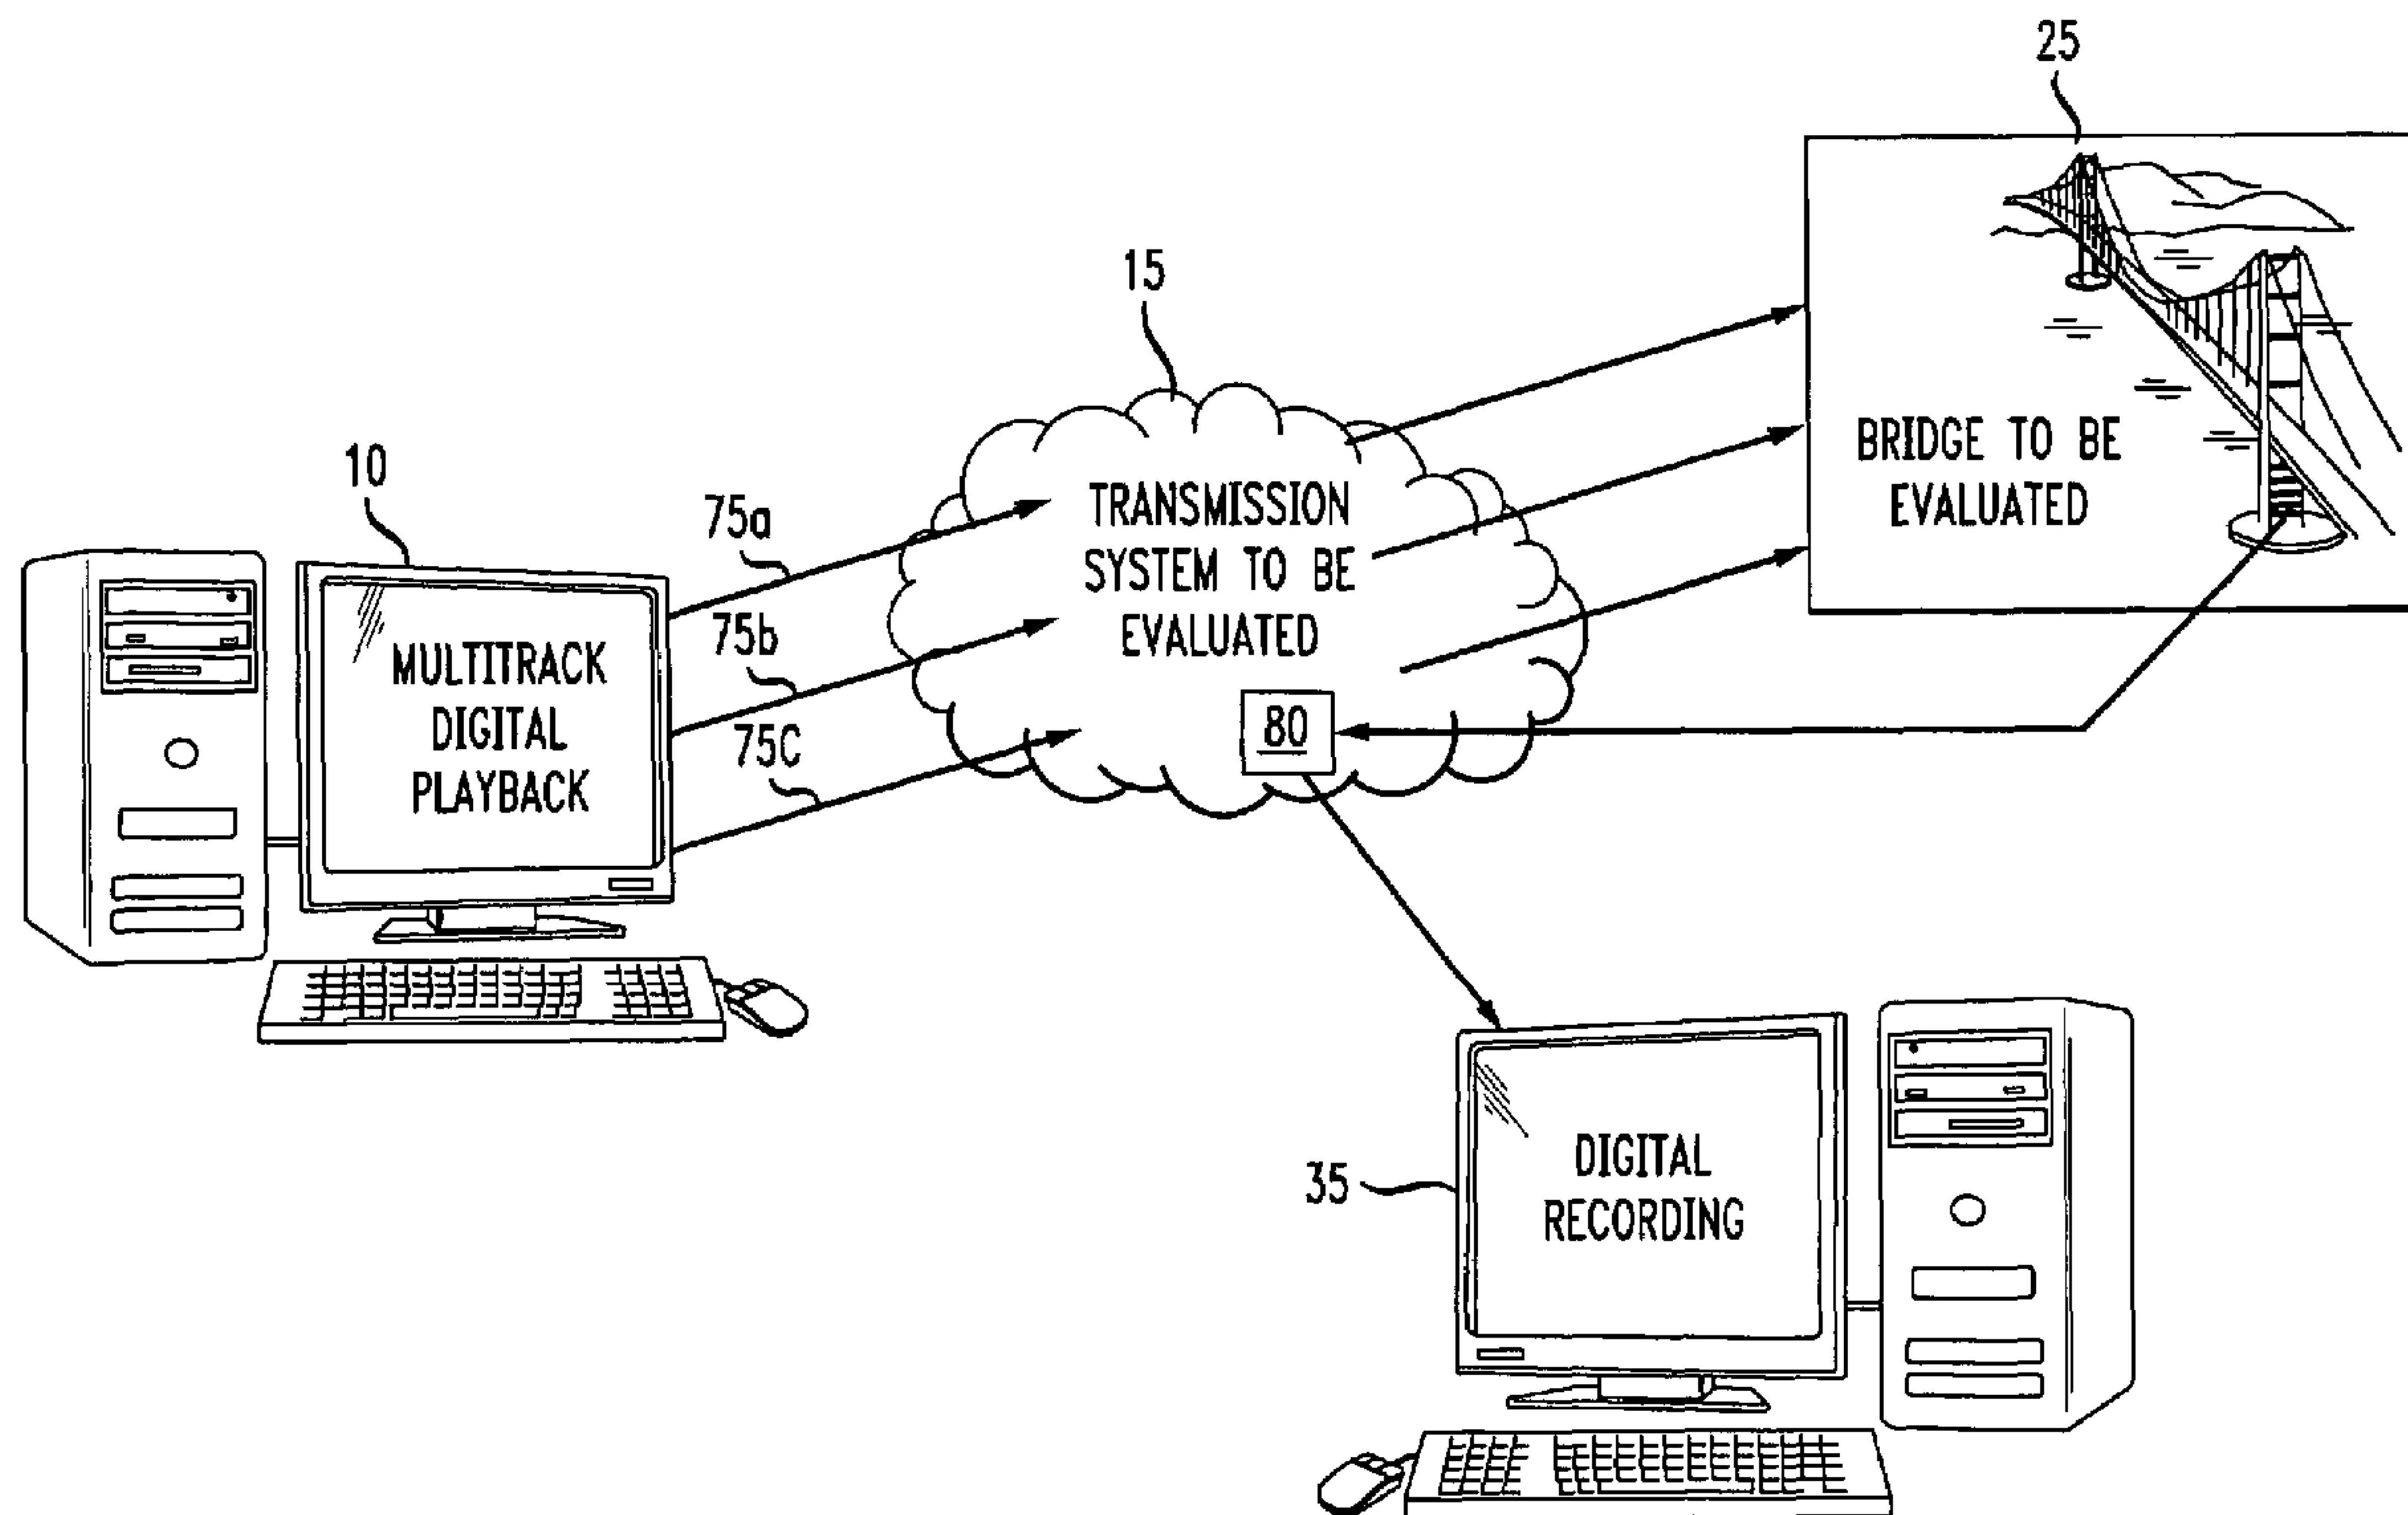 25
15
10
75a
75b
75C
MULTITRACK
DIGITAL
PLAYBACK
TRANSMISSION
SYSTEM TO BE
EVALUATED
80
BRIDGE TO BE
EVALUATED
35
DIGITAL
RECORDING